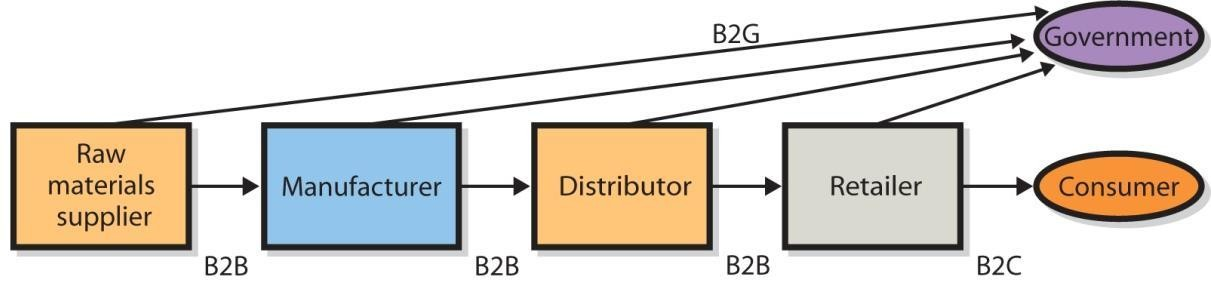 B2G
Government
Raw
materials
supplier
Manufacturer
Distributor
Retailer
Consumer
B2B
B2B
B2B
B2C